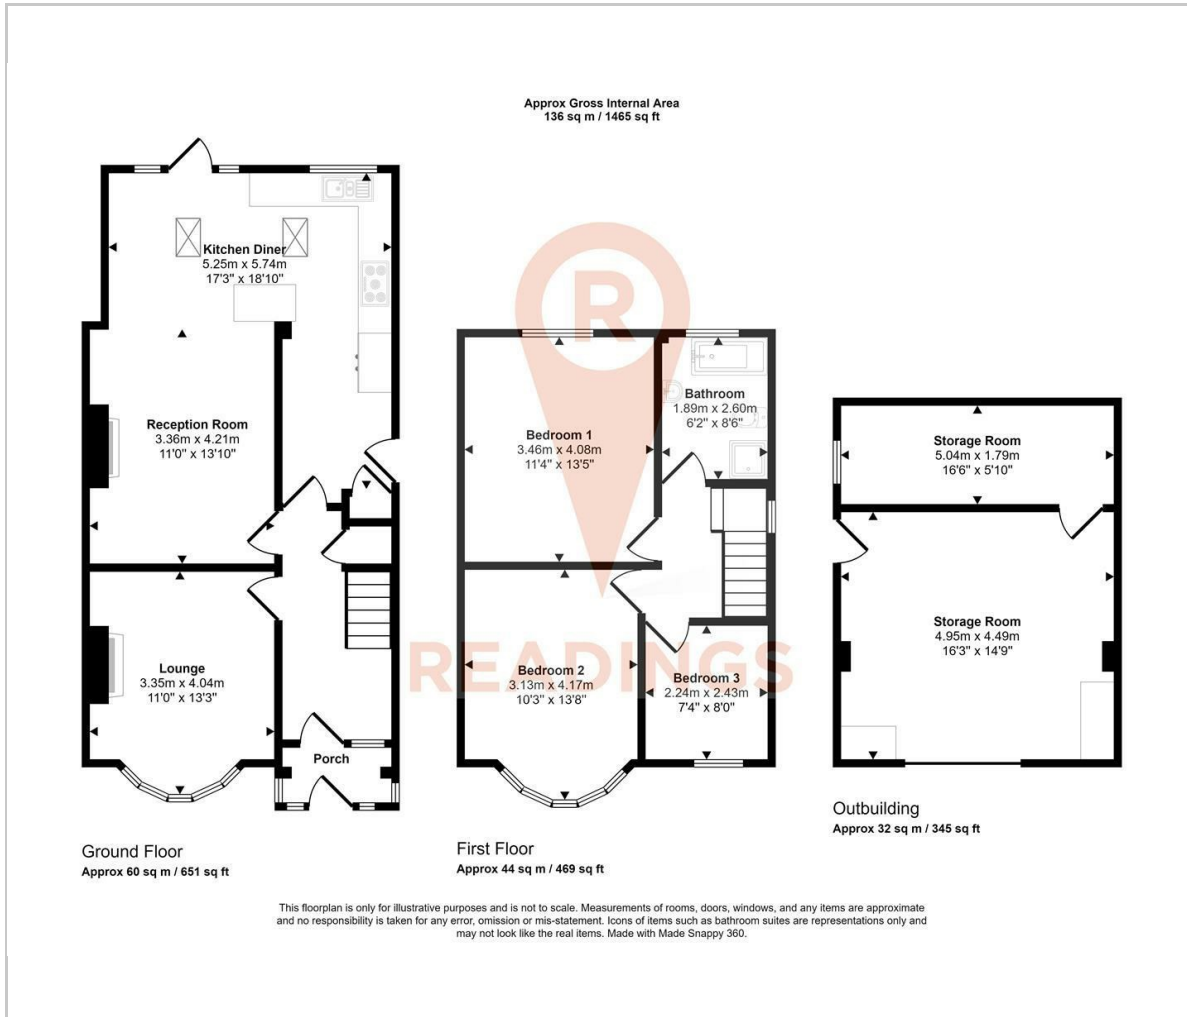 Approx Gross Internal Area
136 sq m / 1465 sq ft
Kitchen Diner
5.25m x 5.74m
17'3" x 18'10"
Reception Room
3.36m x 4.21m
11'0" x 13'10"
Lounge
3.35m x 4.04m
11'0" x 13'3"
Porch
Ground Floor
Approx 60 sq m / 651 sq ft
R
READINGS
Bedroom 1
3.46m x 4.08m
11'4" x 13'5"
Bathroom
1.89m x 2.60m
6'2" x 8'6"
Bedroom 2
3.13m x 4.17m
10'3" x 13'8"
Bedroom 3
2.24m x 2.43m
7'4" x 8'0"
First Floor
Approx 44 sq m / 469 sq ft
Storage Room
5.04m x 1.79m
16'6" x 5'10"
Storage Room
4.95m x 4.49m
16'3" x 14'9"
Outbuilding
Approx 32 sq m / 345 sq ft
This floorplan is only for illustrative purposes and is not to scale. Measurements of rooms, doors, windows, and any items are approximate
and no responsibility is taken for any error, omission or mis-statement. Icons of items such as bathroom suites are representations only and
may not look like the real items. Made with Made Snappy 360.